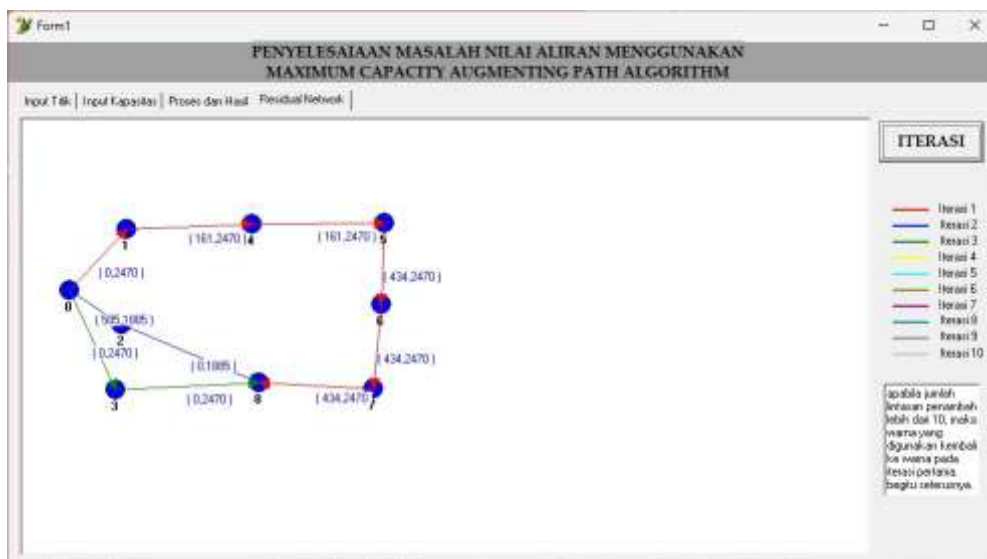 Form1
PENYELESAIAAN MASALAH NILAI ALIRAN MENGGUNAKAN
MAXIMUM CAPACITY AUGMENTING PATH ALGORITHM
Input Titik Input Kapasitas Proses dan Hasil Residual Network
ITERASI
Iterasi 1
Iterasi 2
Iterasi 3
Iterasi 4
Iterasi 5
Iterasi 6
Iterasi 7
Iterasi 8
Iterasi 9
Iterasi 10
1
( 161,2470 ) 4
( 161,2470 ) 5
( 0,2470 )
( 434,2470 )
0
6
( 585,1885 )
2
( 0,2470 )
( 0,1885 )
( 434,2470 )
3
( 0,2470 )
8
( 434,2470
7
apabila jumlah
lintasan penambah
lebih dari 10, maka
warna yang
digunakan kembali
ke warna pada
iterasi pertama.
begitu seterusnya.